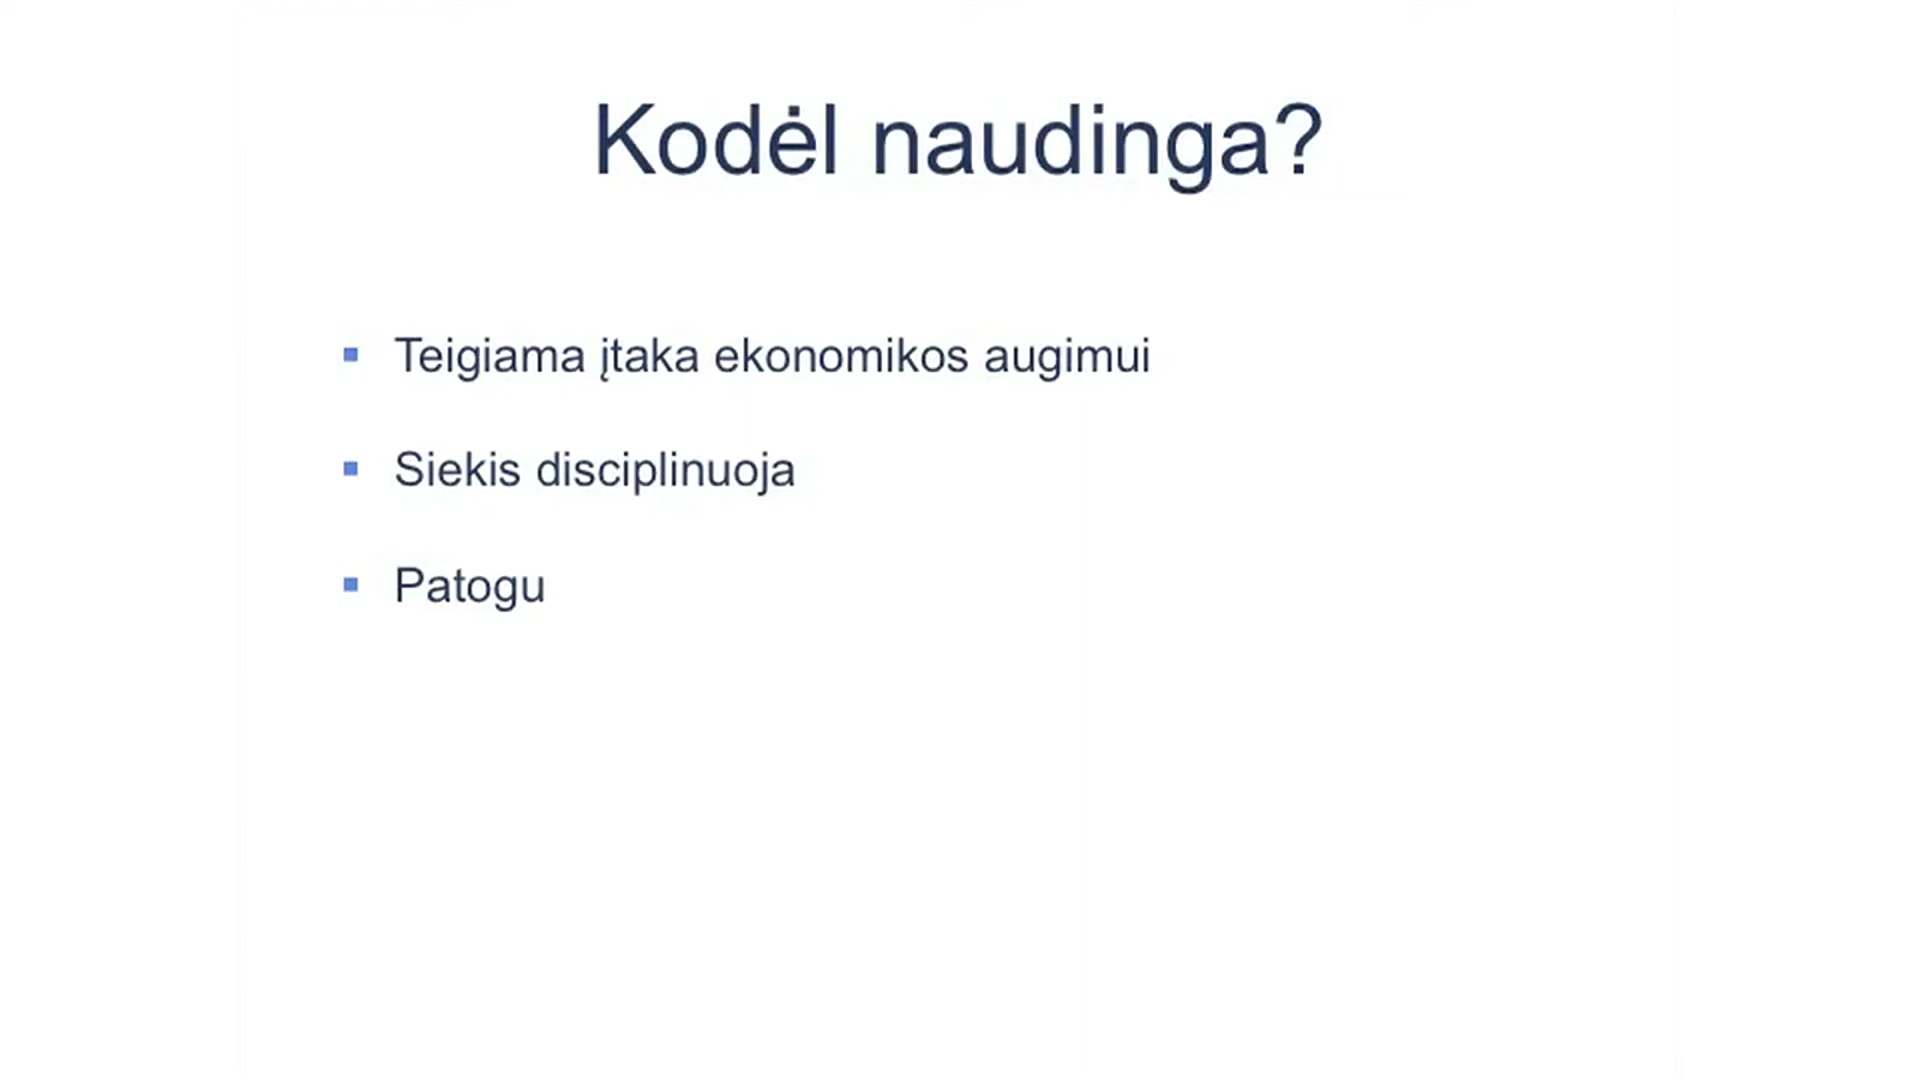 Kodėl naudinga?
Teigiama įtaka ekonomikos augimui
Siekis disciplinuoja
Patogu